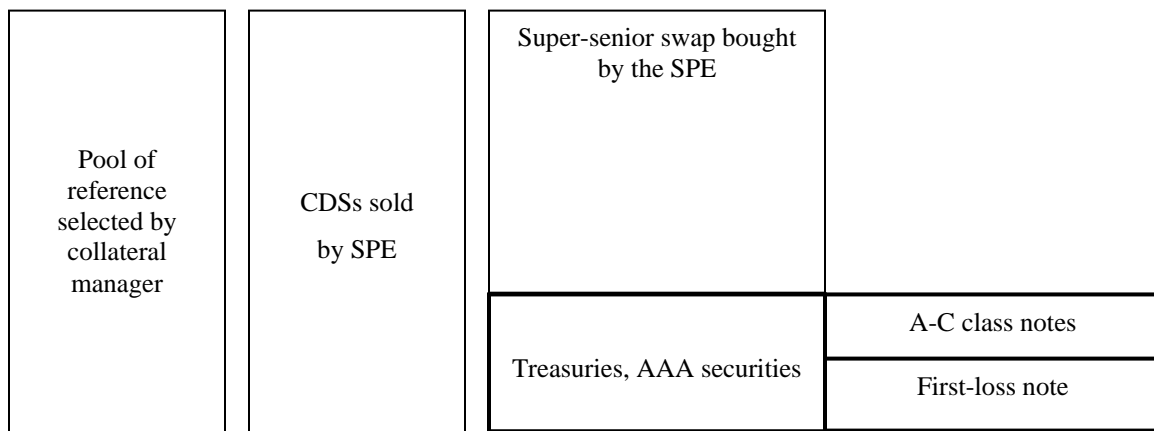 Pool of
reference
selected by
collateral
manager
CDSs sold
by SPE
Super-senior swap bought
by the SPE
Treasuries, AAA securities
A-C class notes
First-loss note